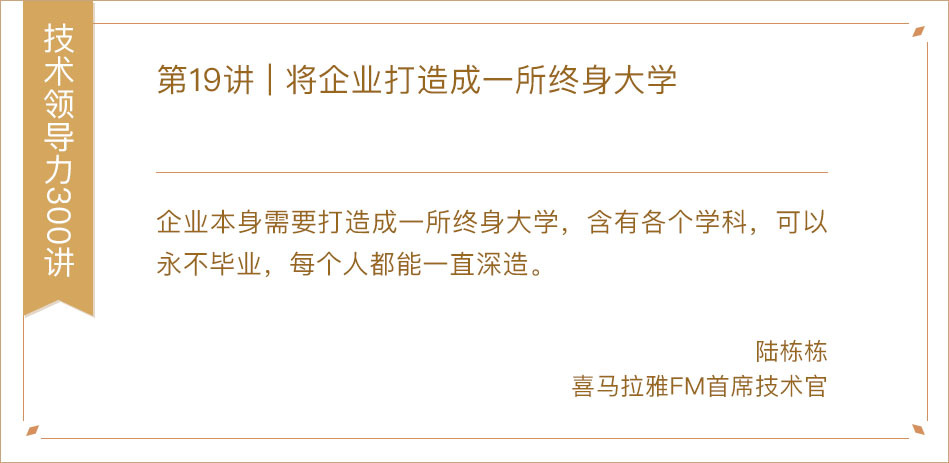 技术领导力300讲
第19讲 | 将企业打造成一所终身大学
企业本身需要打造成一所终身大学，含有各个学科，可以
永不毕业，每个人都能一直深造。
陆栋栋
喜马拉雅FM首席技术官